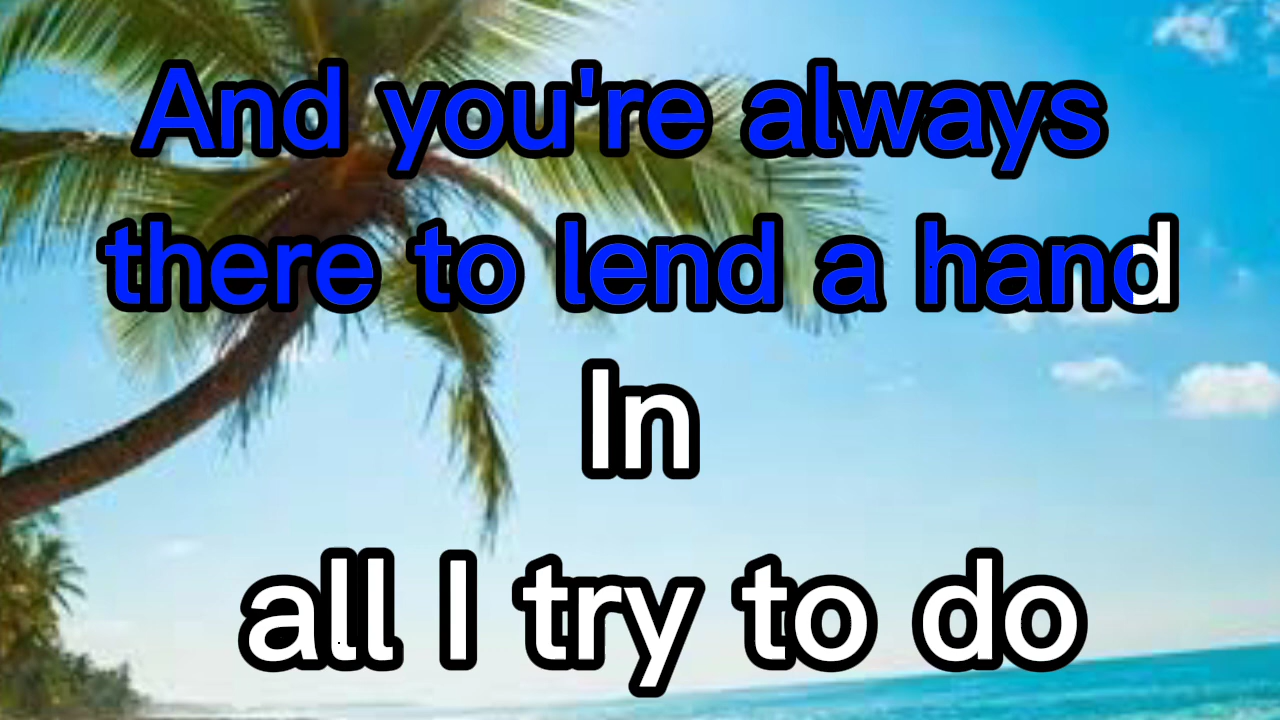 And you're always
there to lend a hand
In
all I try to do